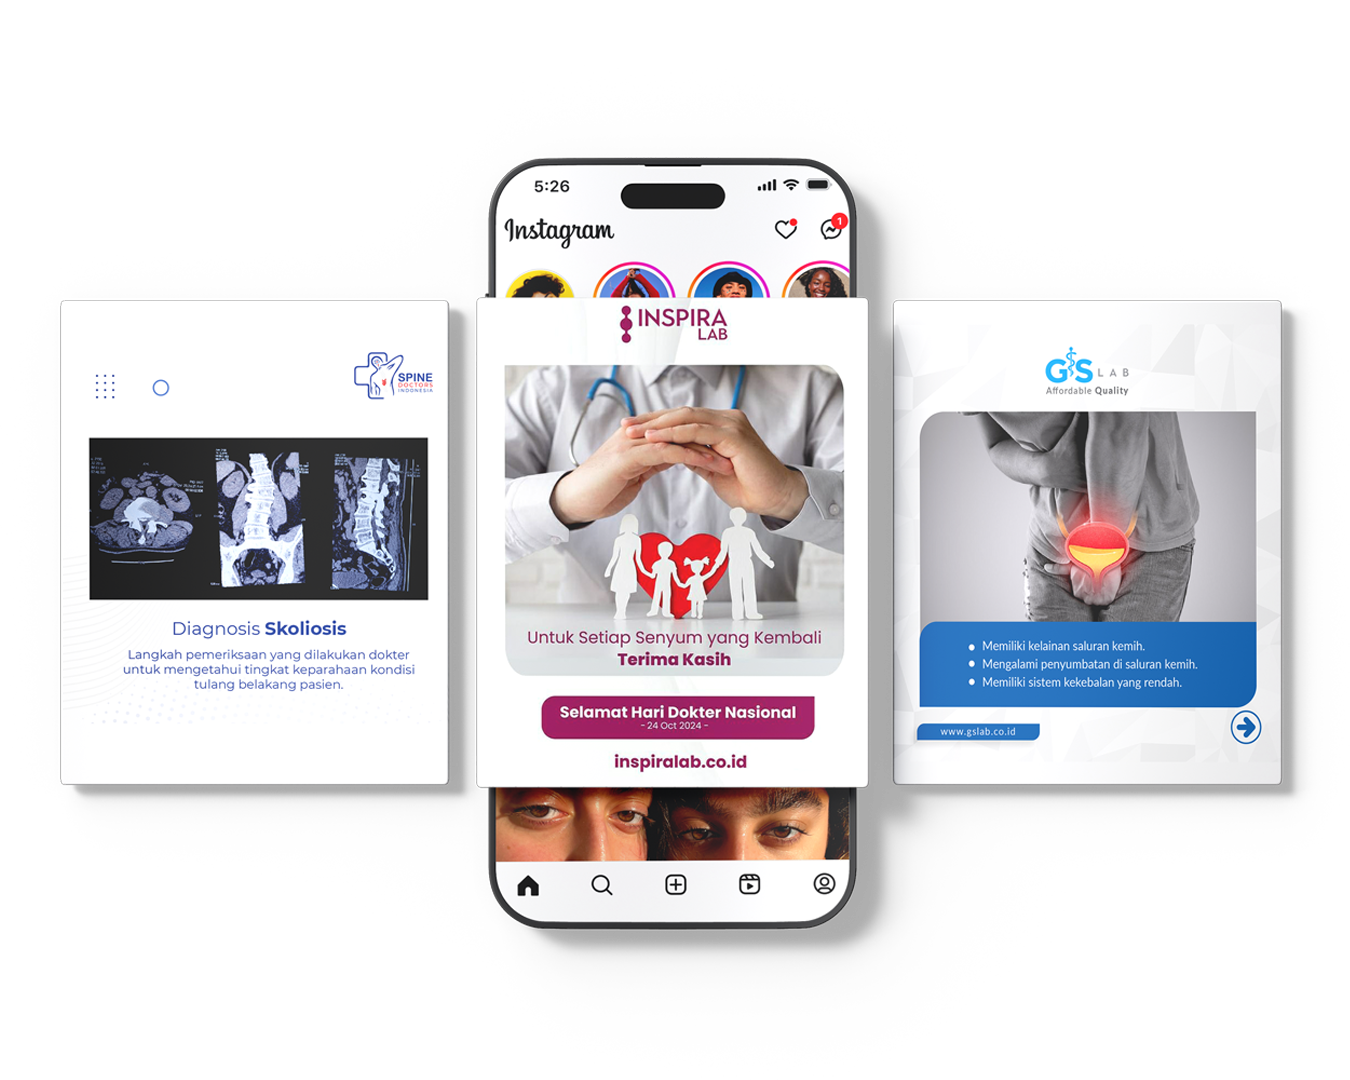 5:26
Instagram
1
SPINE
DOCTORS
INDONESIA
Diagnosis Skoliosis
Langkah pemeriksaan yang dilakukan dokter
untuk mengetahui tingkat keparahaan kondisi
tulang belakang pasien.
INSPIRA
LAB
Untuk Setiap Senyum yang Kembali
Terima Kasih
Selamat Hari Dokter Nasional
- 24 Oct 2024 -
inspiralab.co.id
GS LAB
Affordable Quality
Memiliki kelainan saluran kemih.
Mengalami penyumbatan di saluran kemih.
Memiliki sistem kekebalan yang rendah.
www.gslab.co.id